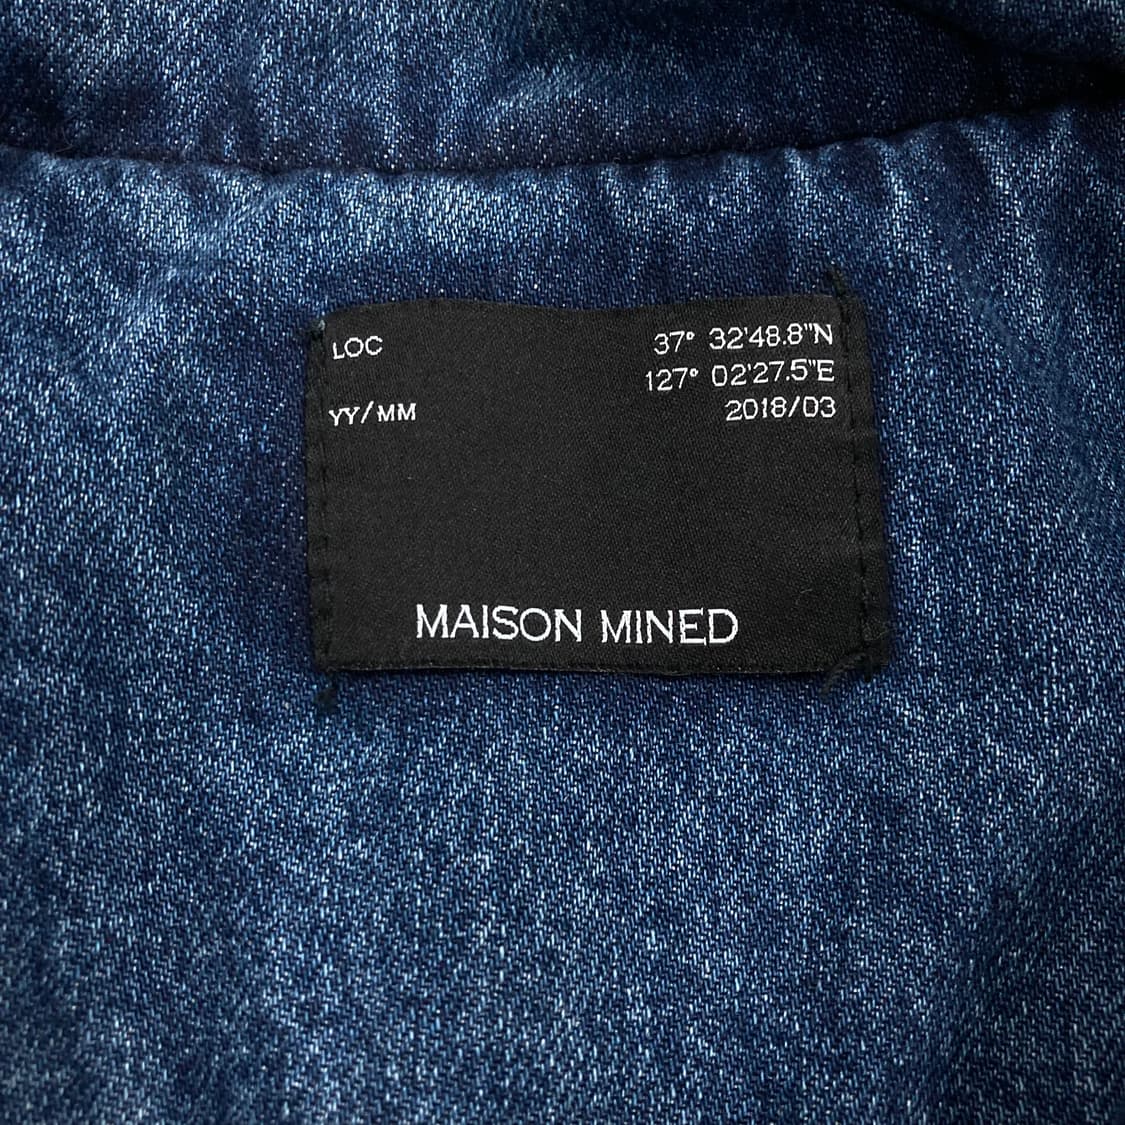 LOC 37° 32'48.8"N
127° 02'27.5"E
YY/MM 2018/03
MAISON MINED